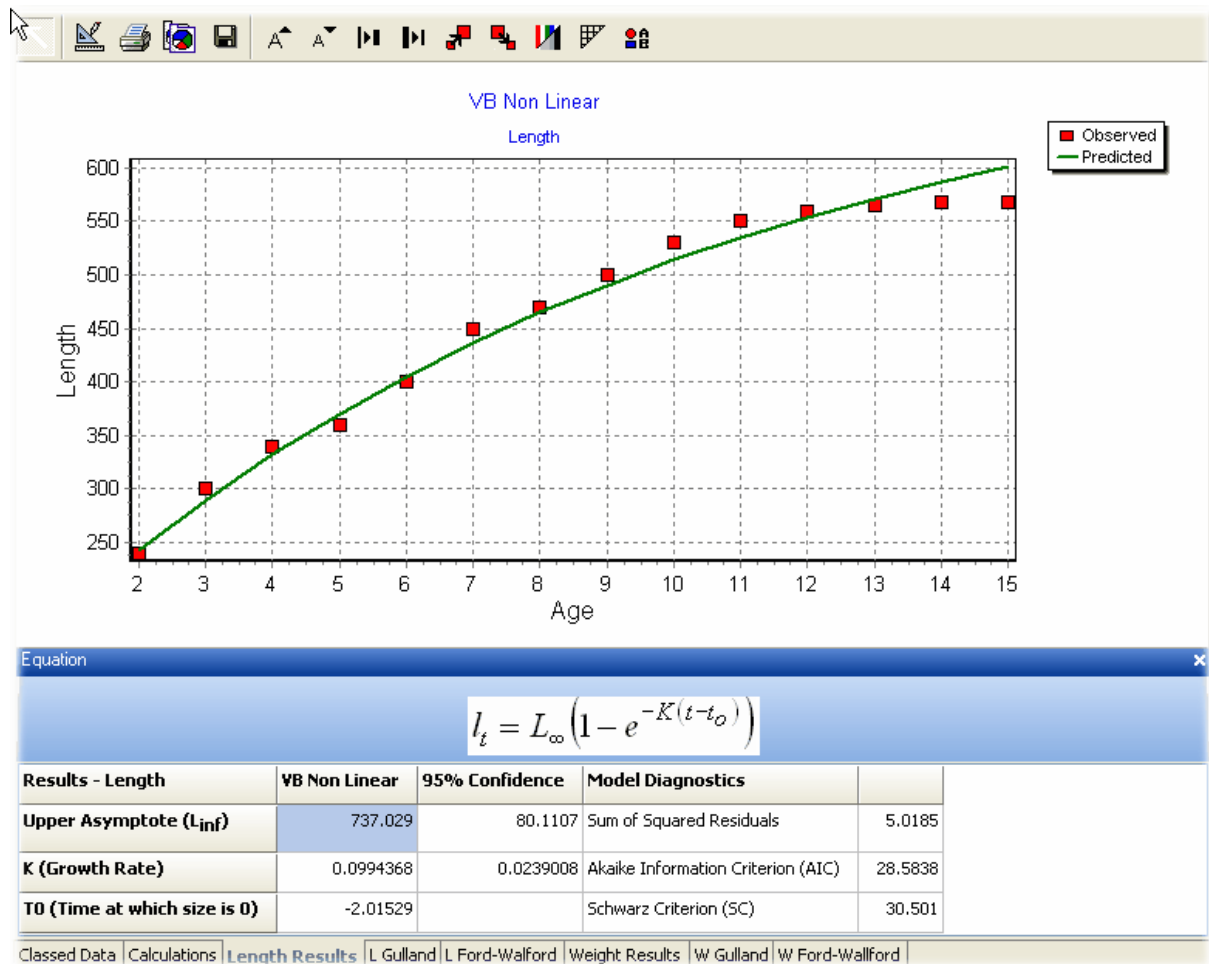 VB Non Linear
Length
Observed
Predicted
600
550
500
450
400
350
300
250
Length
2 3 4 5 6 7 8 9 10 11 12 13 14 15
Age
Equation
l_t = L_∞(1 − e^{−K(t−t_O)})
Results - Length VB Non Linear 95% Confidence Model Diagnostics
Upper Asymptote (Linf) 737.029 80.1107 Sum of Squared Residuals 5.0185
K (Growth Rate) 0.0994368 0.0239008 Akaike Information Criterion (AIC) 28.5838
T0 (Time at which size is 0) -2.01529 Schwarz Criterion (SC) 30.501
Classed Data Calculations Length Results L Gulland L Ford-Walford Weight Results W Gulland W Ford-Wallford